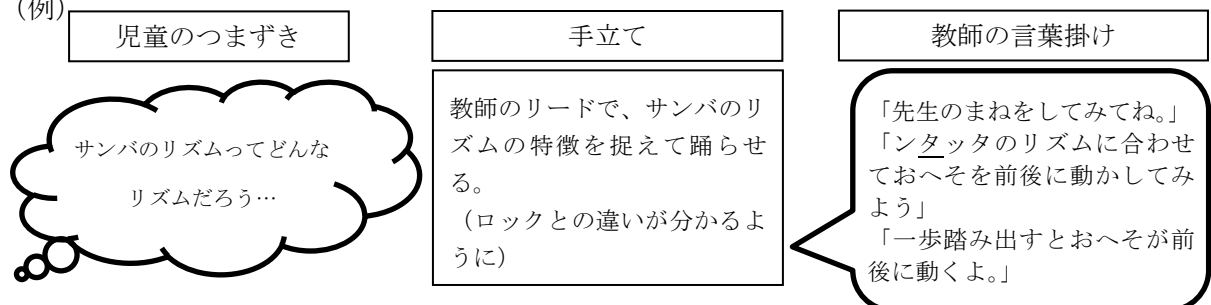 （例）
児童のつまずき
手立て
教師の言葉掛け
サンバのリズムってどんな
リズムだろう…
教師のリードで、サンバのリ
ズムの特徴を捉えて踊らせ
る。
（ロックとの違いが分かるよ
うに）
「先生のまねをしてみてね。」
「ンタッタのリズムに合わせ
ておへそを前後に動かしてみ
よう」
「一歩踏み出すとおへそが前
後に動くよ。」